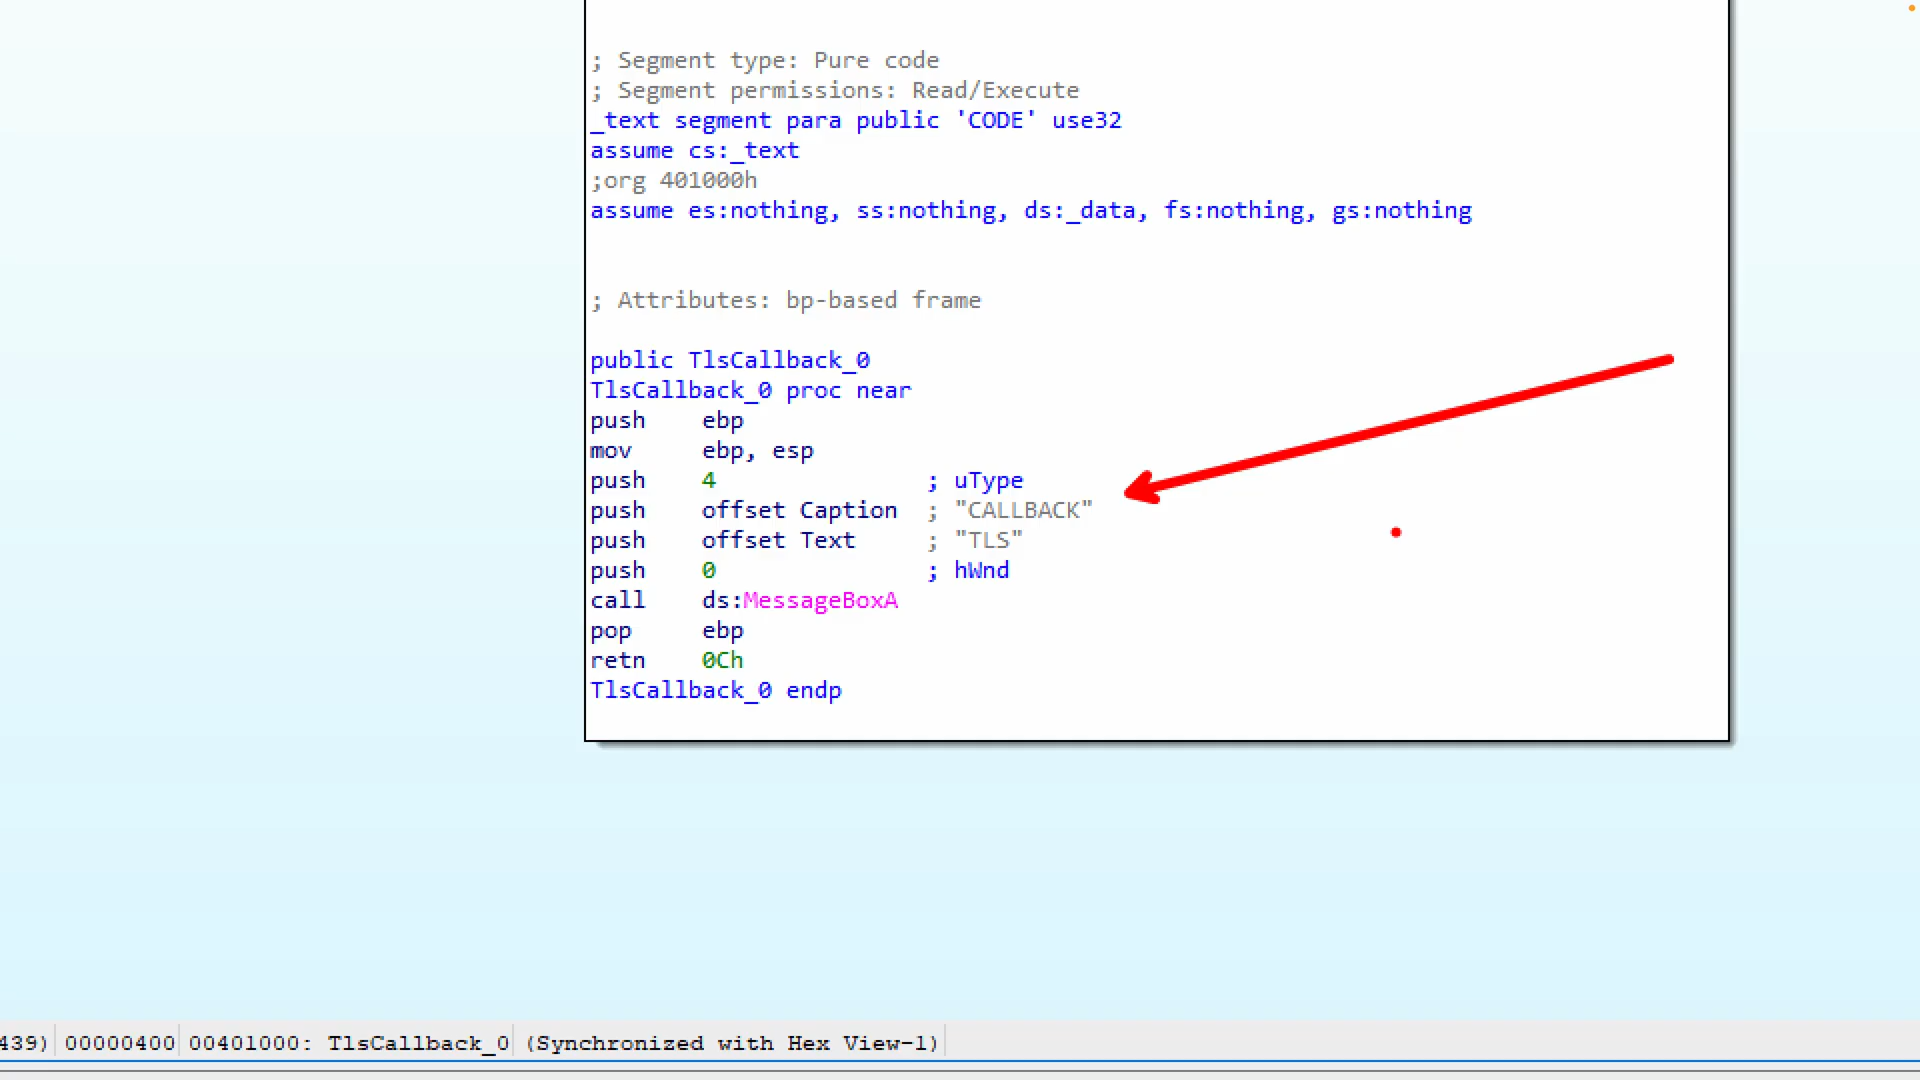 ; Segment type: Pure code
; Segment permissions: Read/Execute
_text segment para public 'CODE' use32
assume cs:_text
;org 401000h
assume es:nothing, ss:nothing, ds:_data, fs:nothing, gs:nothing
; Attributes: bp-based frame
public TlsCallback_0
TlsCallback_0 proc near
push ebp
mov ebp, esp
push 4 ; uType
push offset Caption ; "CALLBACK"
push offset Text ; "TLS"
push 0 ; hWnd
call ds:MessageBoxA
pop ebp
retn 0Ch
TlsCallback_0 endp
439) 00000400 00401000: TlsCallback_0 (Synchronized with Hex View-1)